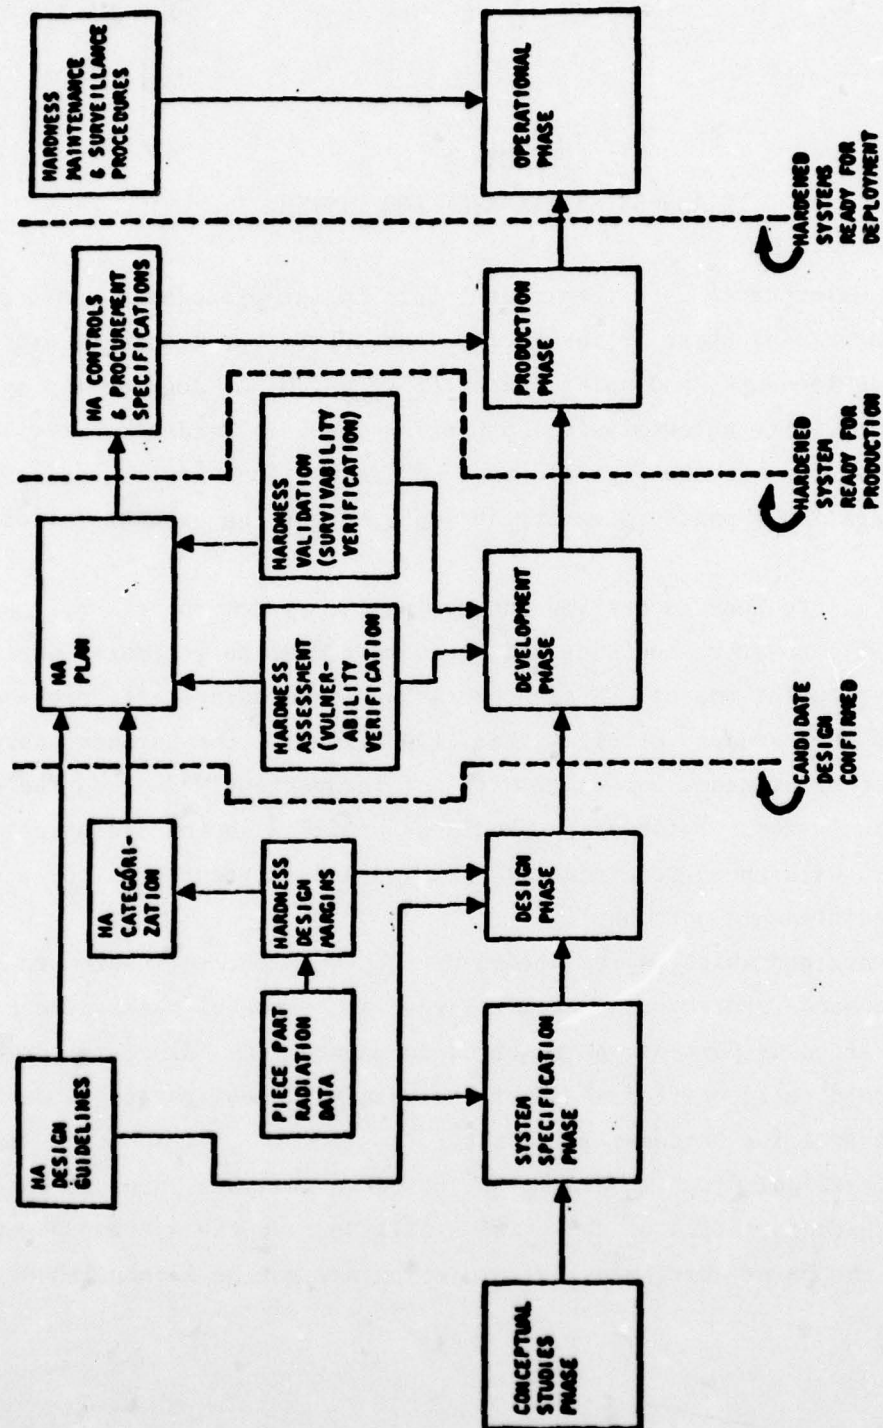 HA
DESIGN
GUIDELINES
HA
CATEGORI-
ZATION
HA
PLAN
HA CONTROLS
& PROCUREMENT
SPECIFICATIONS
HARDNESS
MAINTENANCE
& SURVEILLANCE
PROCEDURES
PIECE PART
RADIATION
DATA
HARDNESS
DESIGN
MARGINS
HARDNESS
ASSESSMENT
(VULNER-
ABILITY
VERIFICATION
HARDNESS
VALIDATION
(SURVIVABILITY
VERIFICATION)
CONCEPTUAL
STUDIES
PHASE
SYSTEM
SPECIFICATION
PHASE
DESIGN
PHASE
DEVELOPMENT
PHASE
PRODUCTION
PHASE
OPERATIONAL
PHASE
CANDIDATE
DESIGN
CONFIRMED
HARDENED
SYSTEM
READY FOR
PRODUCTION
HARDENED
SYSTEMS
READY FOR
DEPLOYMENT